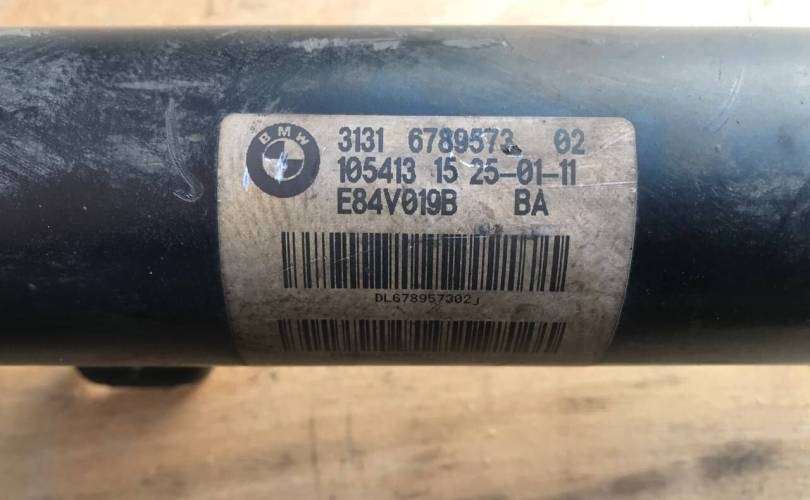 BMW
3131 6789573 02
105413 15 25-01-11
E84V019B BA
DL678957302J